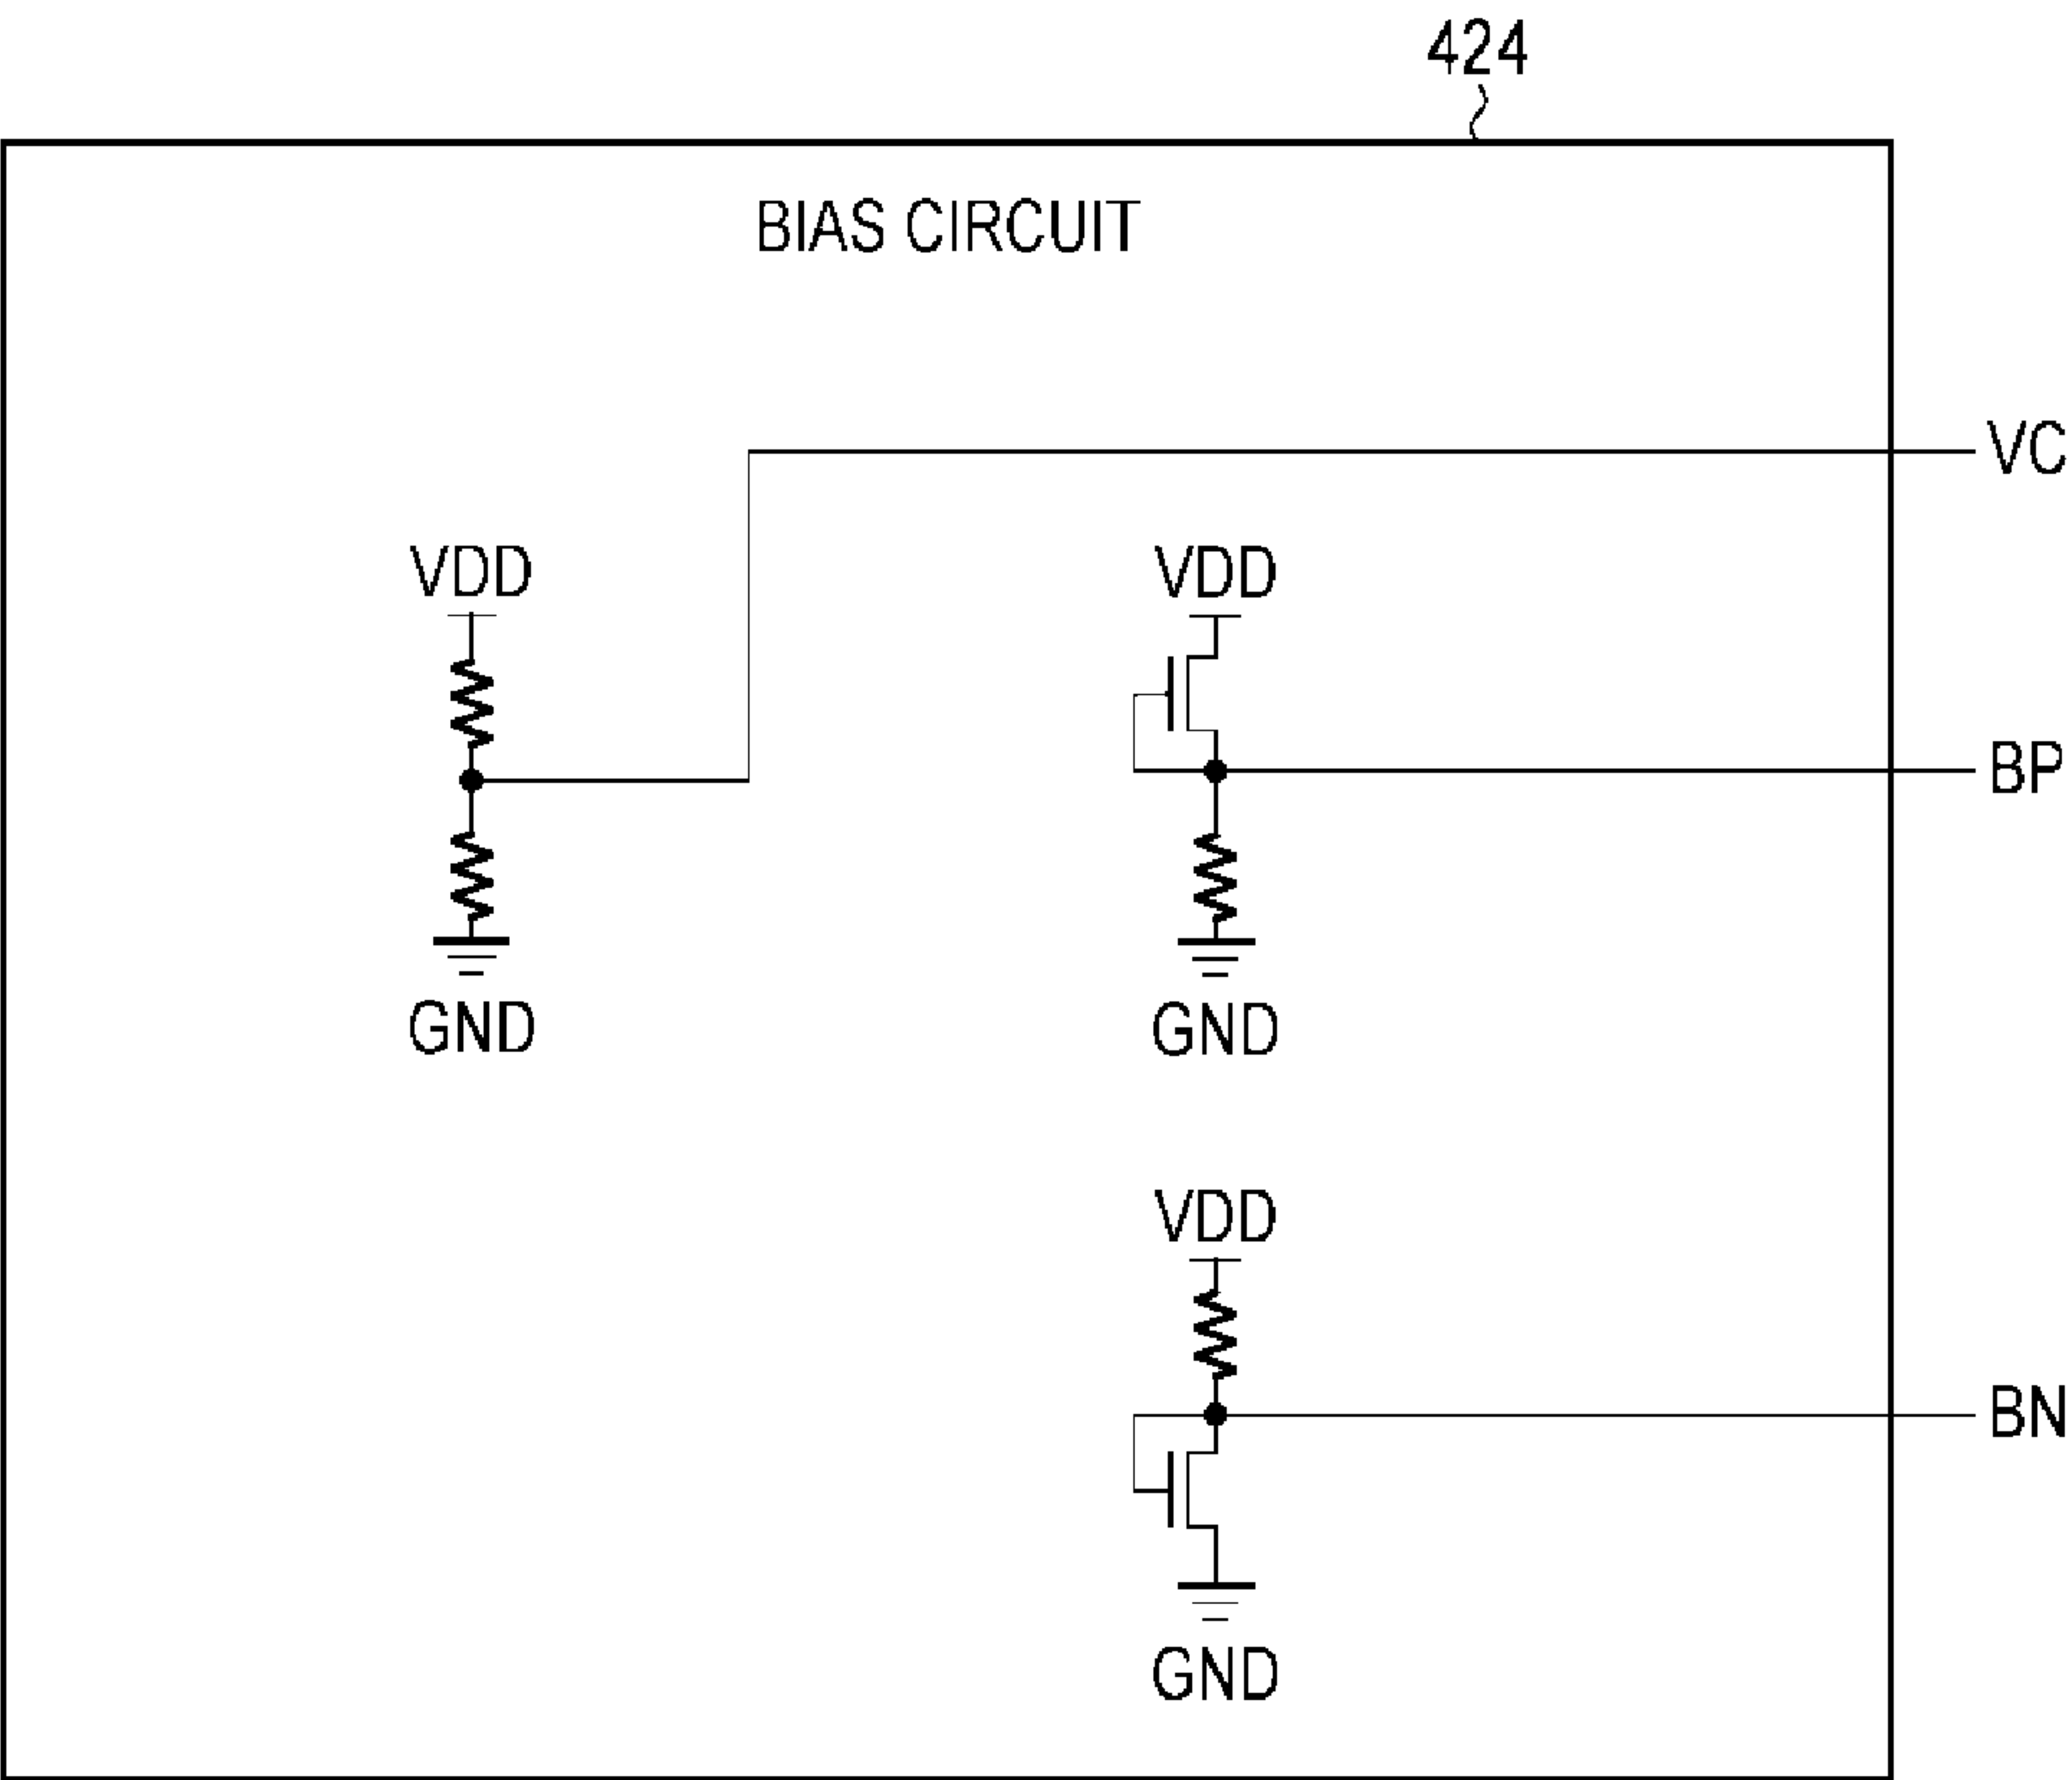 424
BIAS CIRCUIT
VC
VDD
VDD
BP
GND
GND
VDD
BN
GND